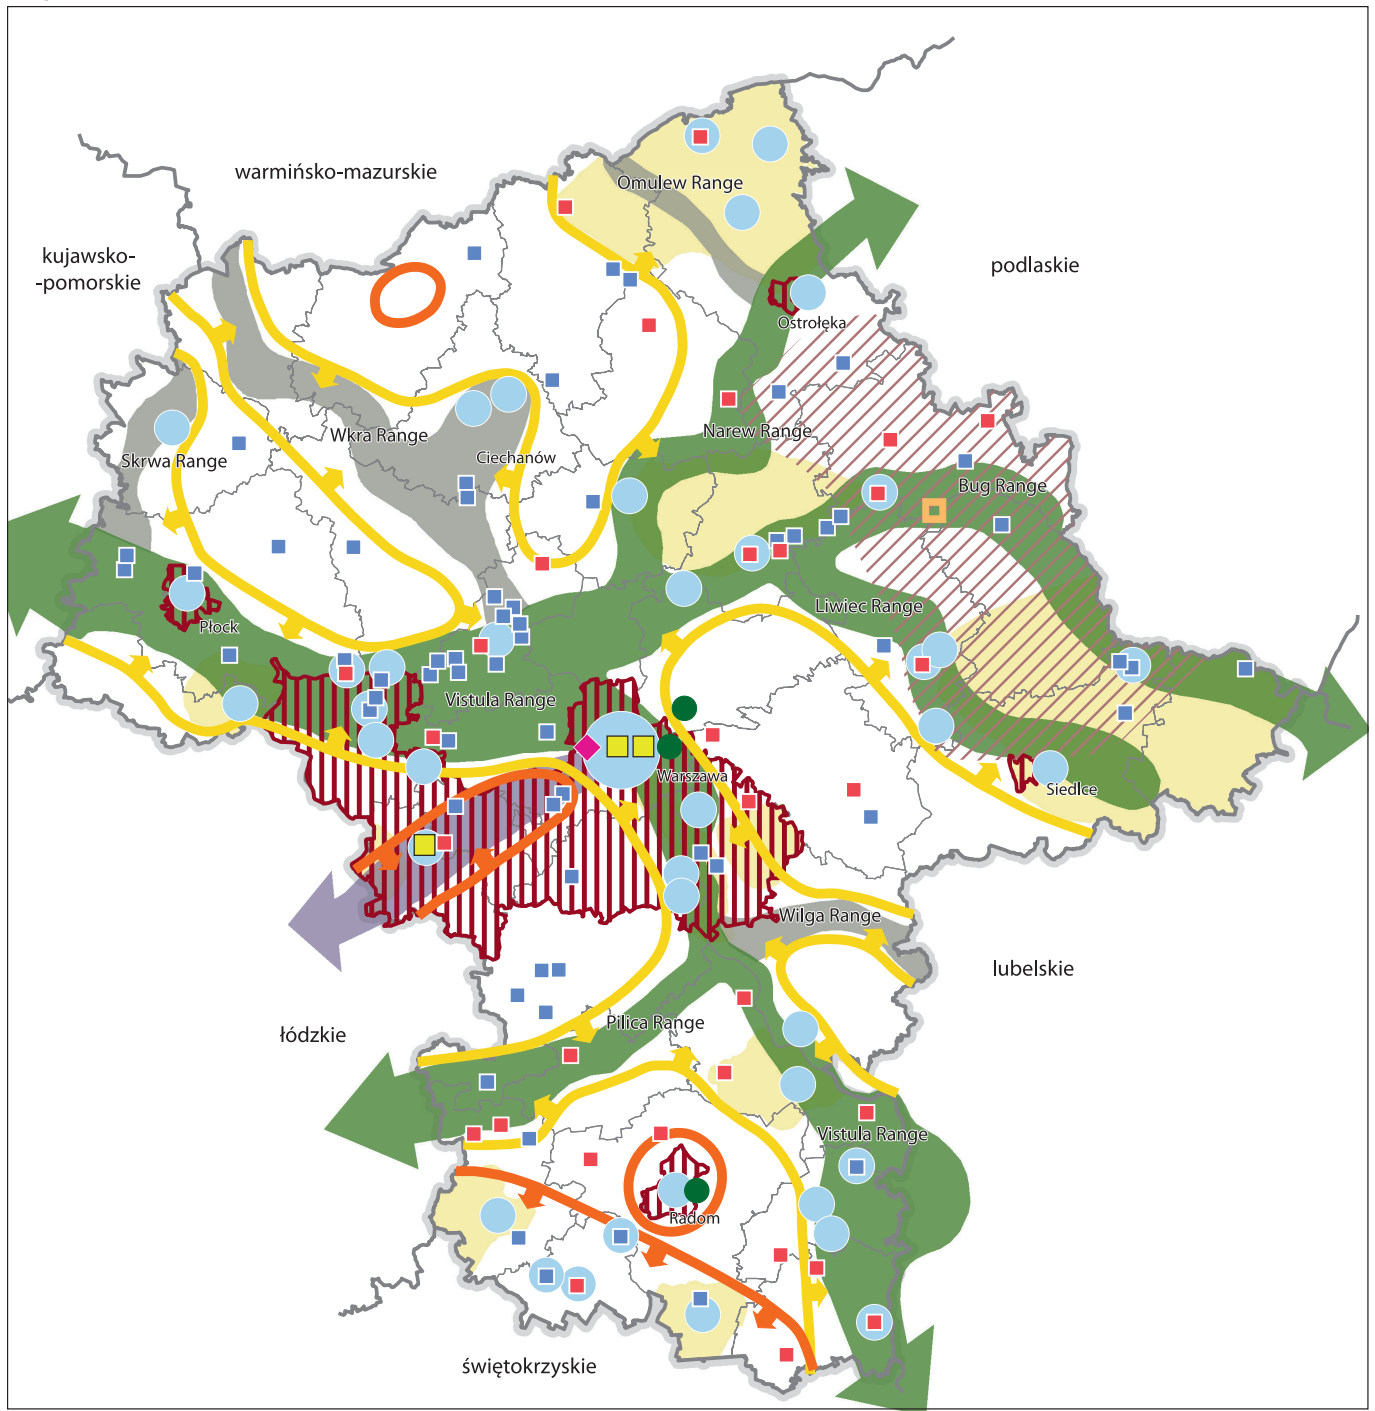 warmińsko-mazurskie
Omulew Range
kujawsko-
-pomorskie
podlaskie
Ostrołęka
Wkra Range
Narew Range
Skrwa Range
Ciechanów
Bug Range
Liwiec Range
Płock
Vistula Range
Warszawa
Siedlce
Wilga Range
lubelskie
łódzkie
Pilica Range
Vistula Range
Radom
świętokrzyskie